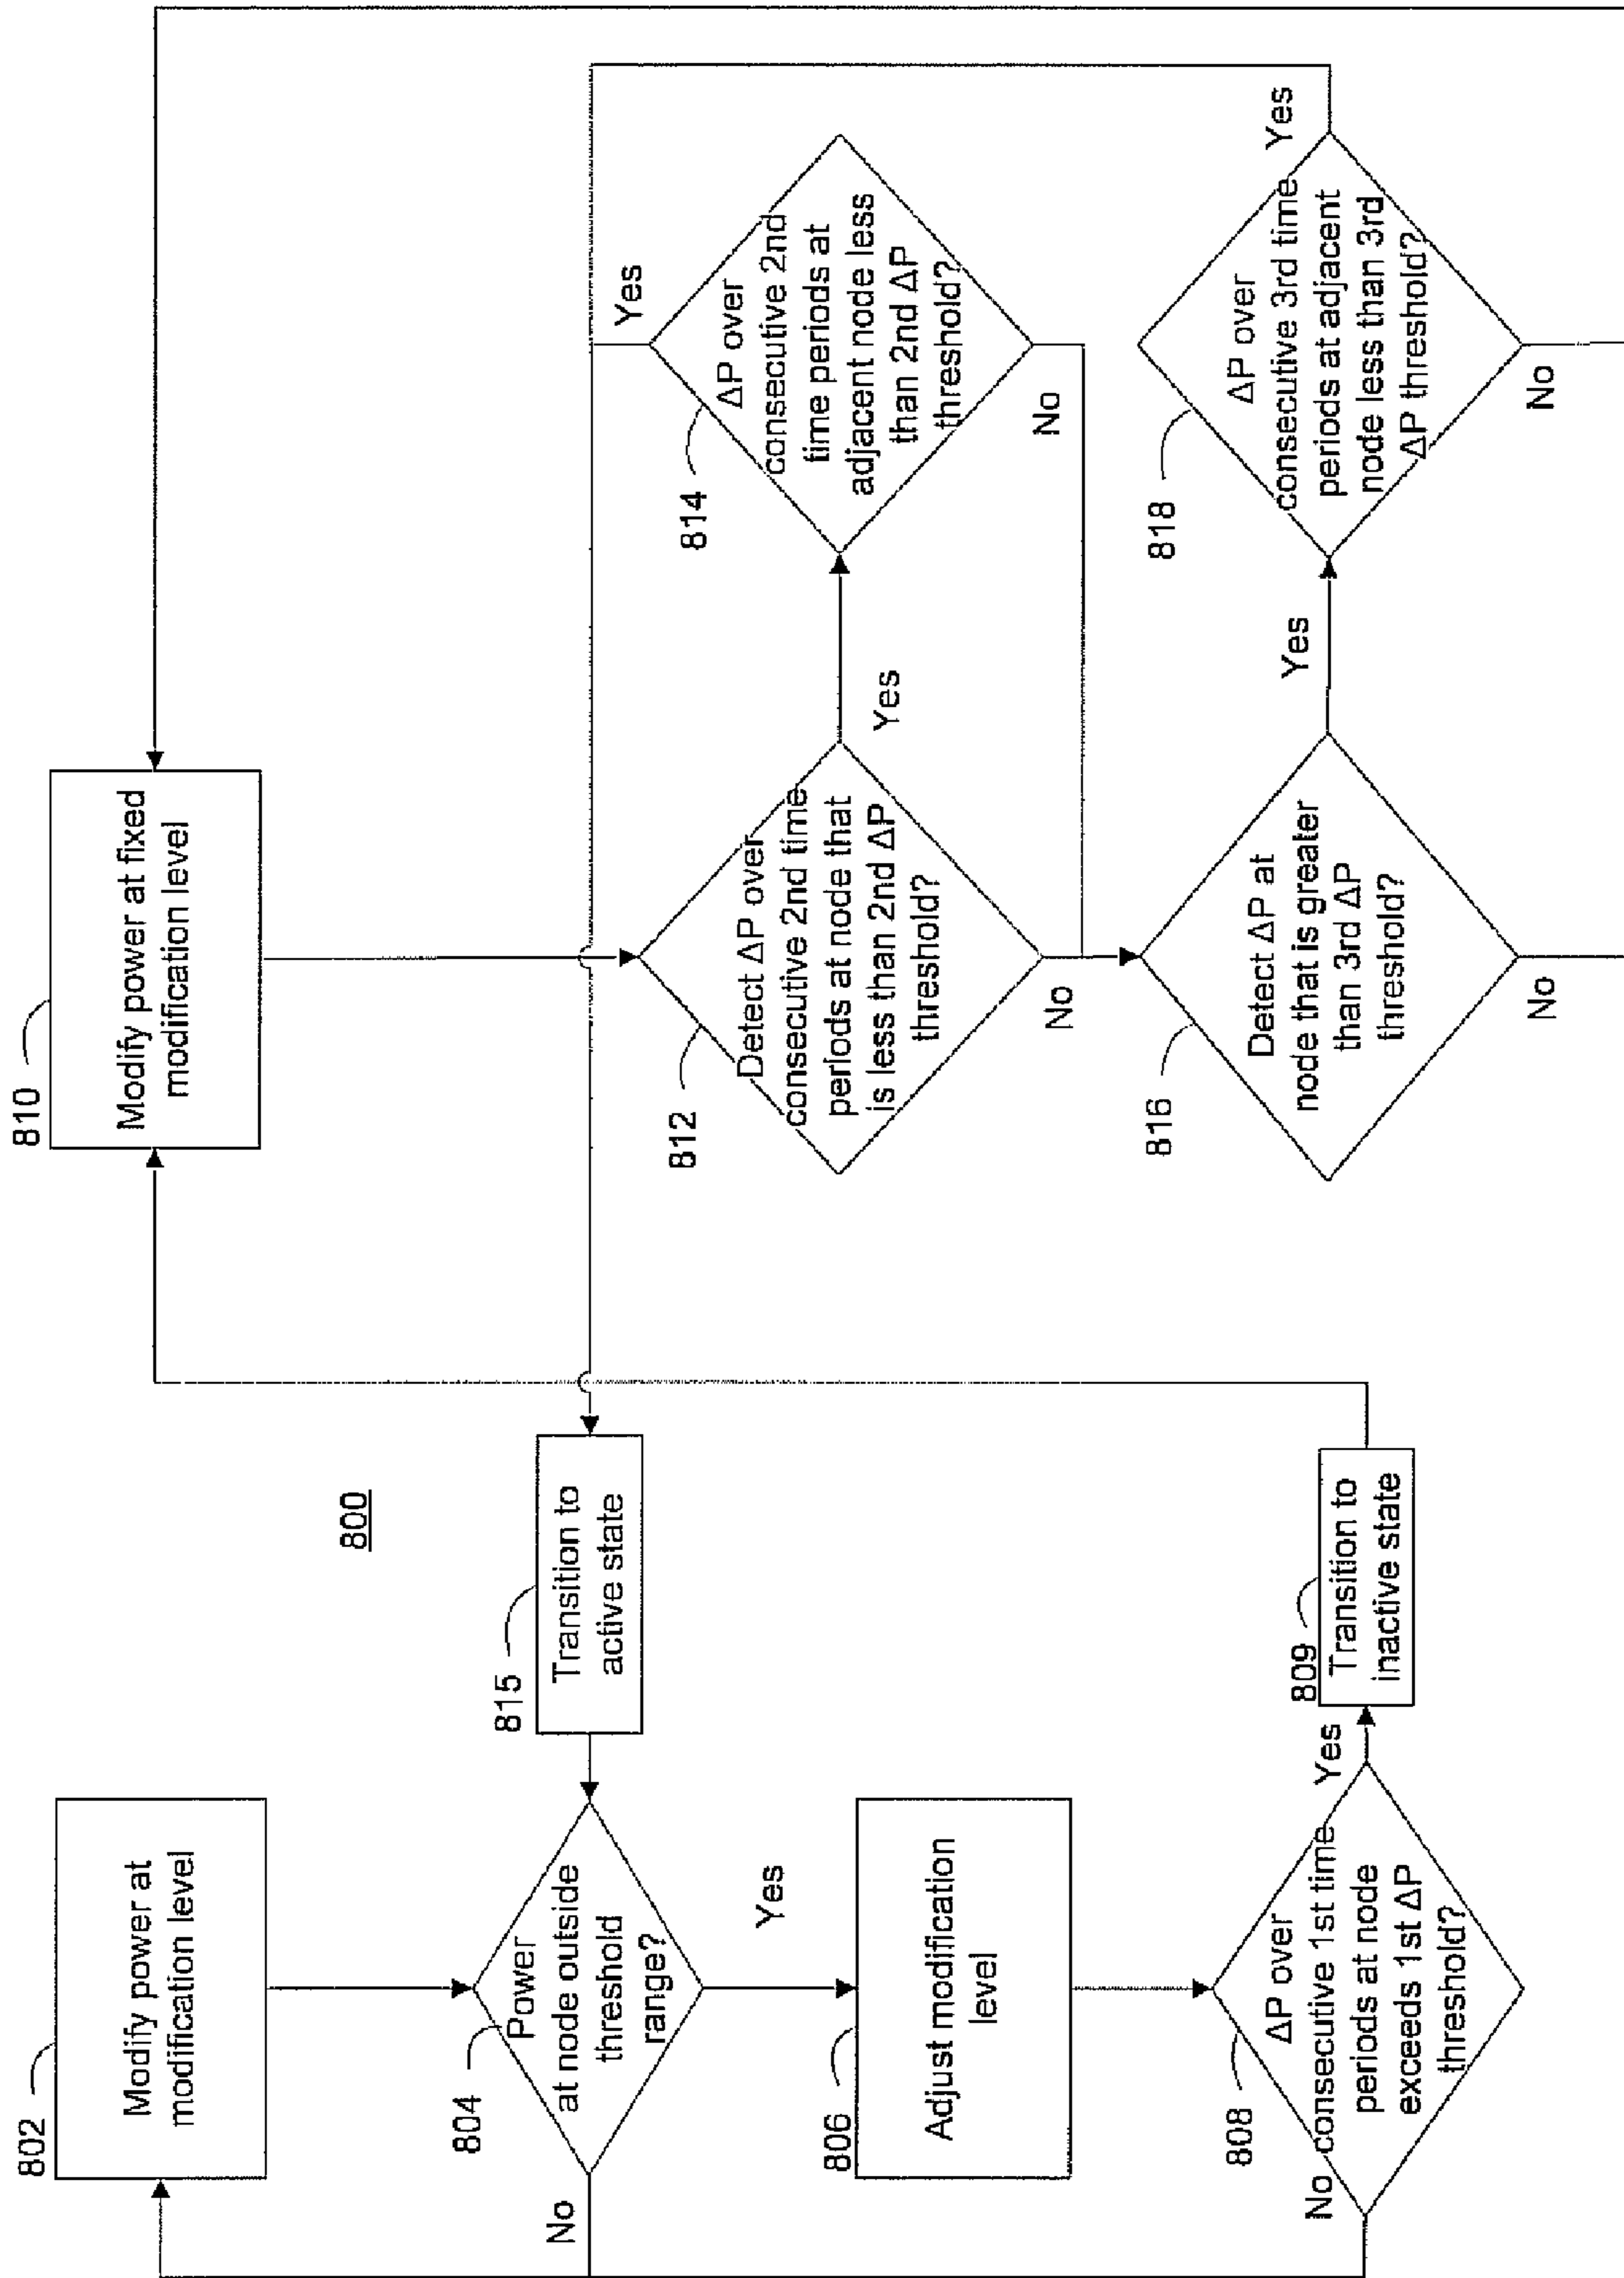 800
802
Modify power at
modification level
804
Power
at node outside
threshold
range?
No
Yes
806
Adjust modification
level
808
ΔP over
consecutive 1st time
periods at node
exceeds 1st ΔP
threshold?
No
Yes
809
Transition to
inactive state
815
Transition to
active state
810
Modify power at fixed
modification level
812
Detect ΔP over
consecutive 2nd time
periods at node that
is less than 2nd ΔP
threshold?
Yes
No
814
ΔP over
consecutive 2nd
time periods at
adjacent node less
than 2nd ΔP
threshold?
Yes
No
816
Detect ΔP at
node that is greater
than 3rd ΔP
threshold?
Yes
No
818
ΔP over
consecutive 3rd time
periods at adjacent
node less than 3rd
ΔP threshold?
Yes
No